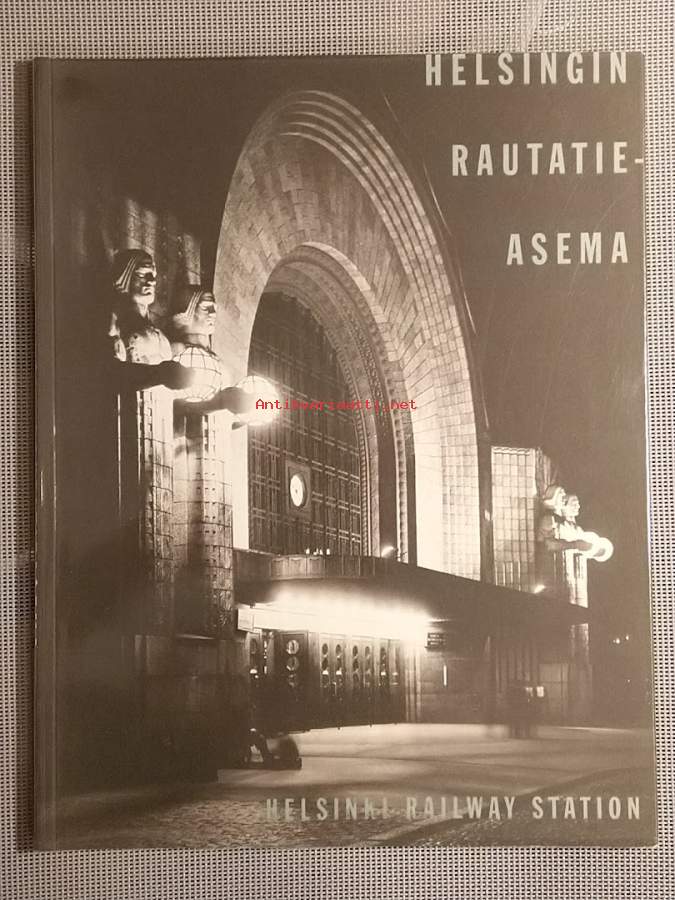 HELSINGIN
RAUTATIE-
ASEMA
Antikvariaatti.net
HELSINKI RAILWAY STATION